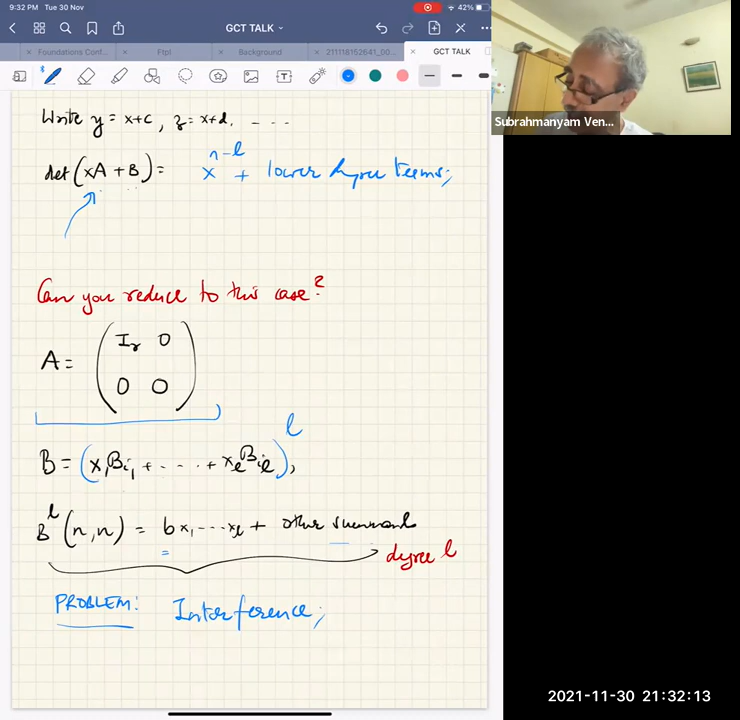 9:32 PM Tue 30 Nov
42%
GCT TALK
Foundations Conf...
Ftpl
Background
211116152641_00...
GCT TALK
Subrahmanyam Ven...
Write y = x+c, z = x+d. ----
det (xA + B) = x^{n-l} + lower degree terms;
Can you reduce to this case?
A = ( I_r 0
0 0 )
B = (x_1 B_{i_1} + ---- + x_l B_{i_l})^l,
B^l (n,n) = b x_1 ---- x_l + other summands
degree l
PROBLEM: Interference;
2021-11-30 21:32:13